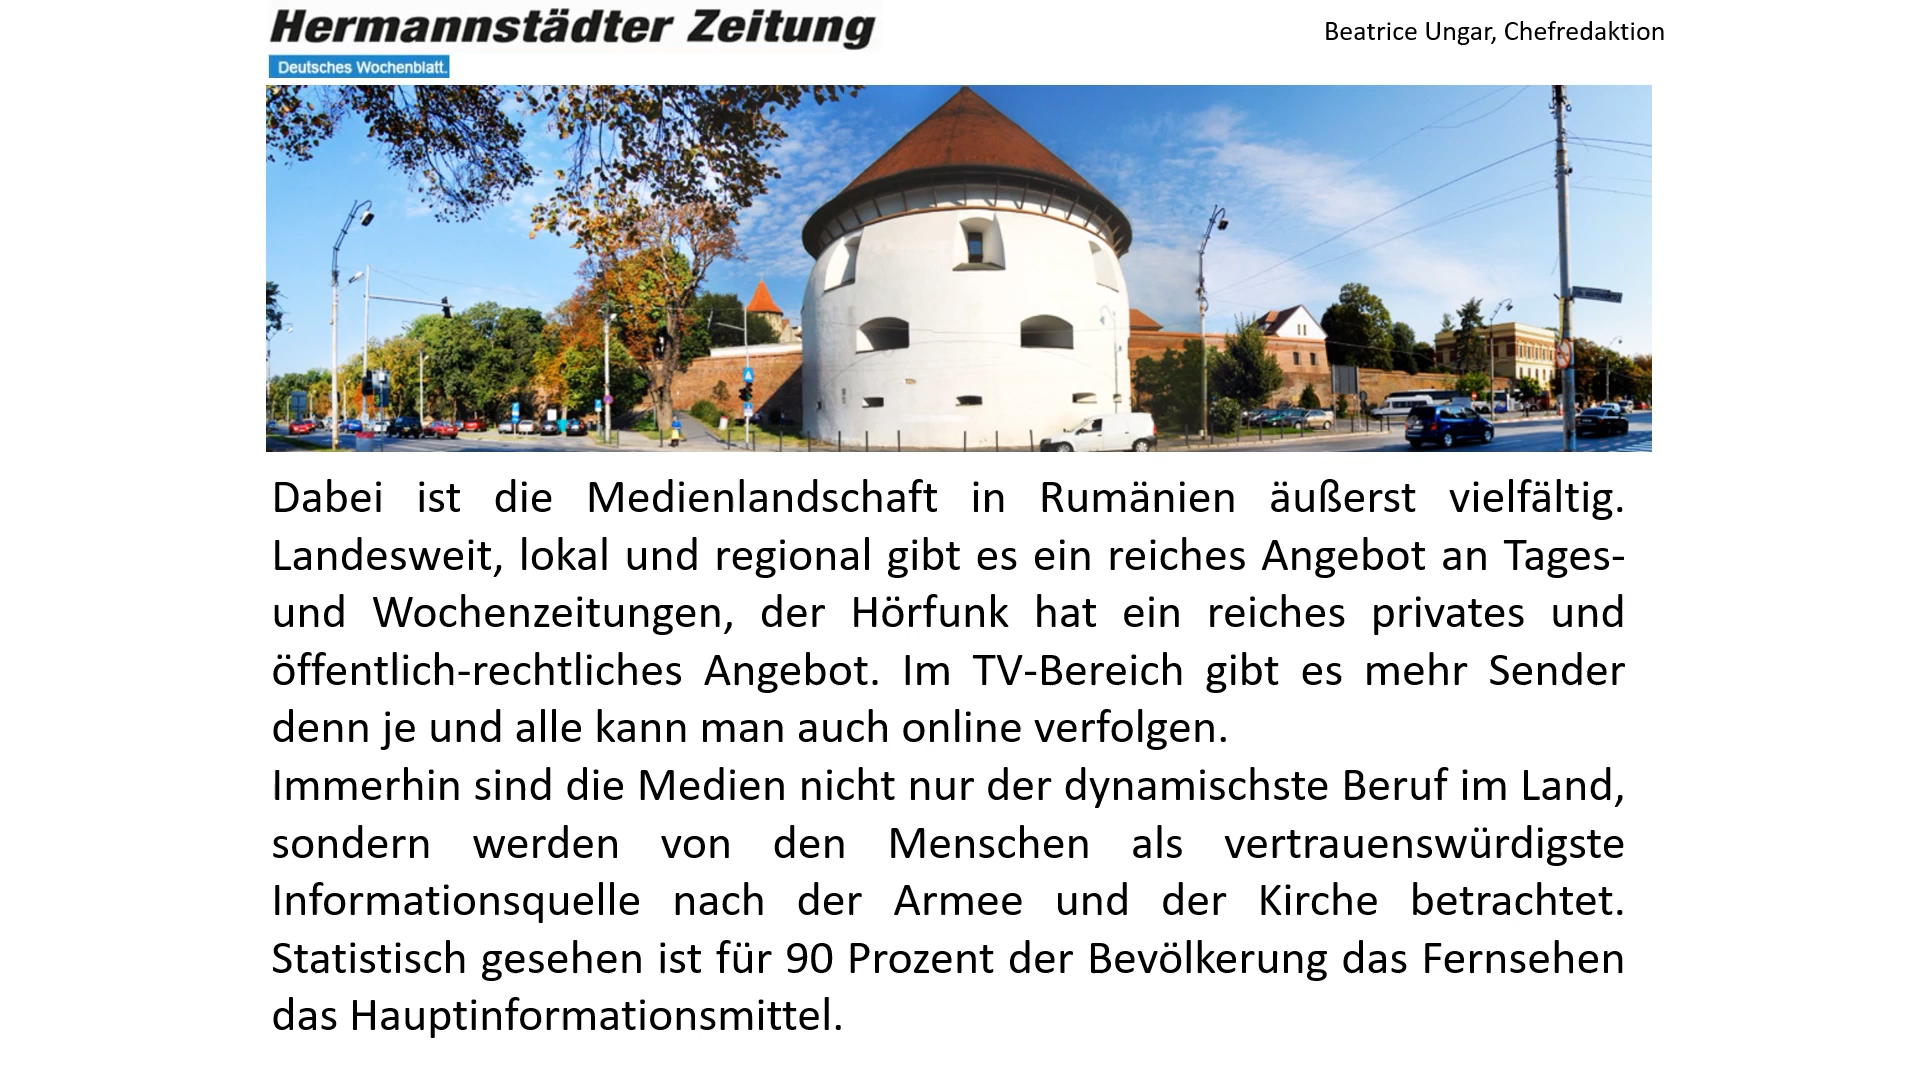 Hermannstädter Zeitung
Beatrice Ungar, Chefredaktion
Deutsches Wochenblatt.
Dabei ist die Medienlandschaft in Rumänien äußerst vielfältig.
Landesweit, lokal und regional gibt es ein reiches Angebot an Tages-
und Wochenzeitungen, der Hörfunk hat ein reiches privates und
öffentlich-rechtliches Angebot. Im TV-Bereich gibt es mehr Sender
denn je und alle kann man auch online verfolgen.
Immerhin sind die Medien nicht nur der dynamischste Beruf im Land,
sondern werden von den Menschen als vertrauenswürdigste
Informationsquelle nach der Armee und der Kirche betrachtet.
Statistisch gesehen ist für 90 Prozent der Bevölkerung das Fernsehen
das Hauptinformationsmittel.